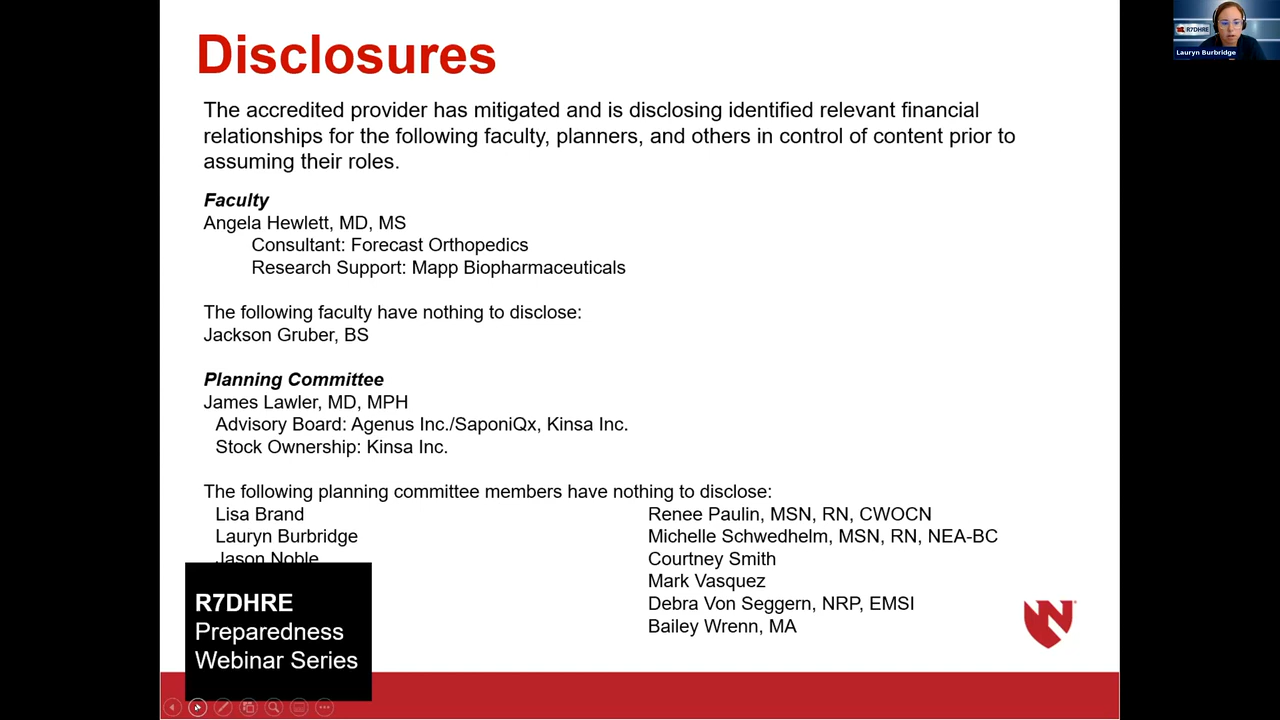 Disclosures
The accredited provider has mitigated and is disclosing identified relevant financial
relationships for the following faculty, planners, and others in control of content prior to
assuming their roles.
Faculty
Angela Hewlett, MD, MS
Consultant: Forecast Orthopedics
Research Support: Mapp Biopharmaceuticals
The following faculty have nothing to disclose:
Jackson Gruber, BS
Planning Committee
James Lawler, MD, MPH
Advisory Board: Agenus Inc./SaponiQx, Kinsa Inc.
Stock Ownership: Kinsa Inc.
The following planning committee members have nothing to disclose:
Lisa Brand
Lauryn Burbridge
Jason Noble
Renee Paulin, MSN, RN, CWOCN
Michelle Schwedhelm, MSN, RN, NEA-BC
Courtney Smith
Mark Vasquez
Debra Von Seggern, NRP, EMSI
Bailey Wrenn, MA
R7DHRE
Preparedness
Webinar Series
N
R7DHRE
Lauryn Burbridge